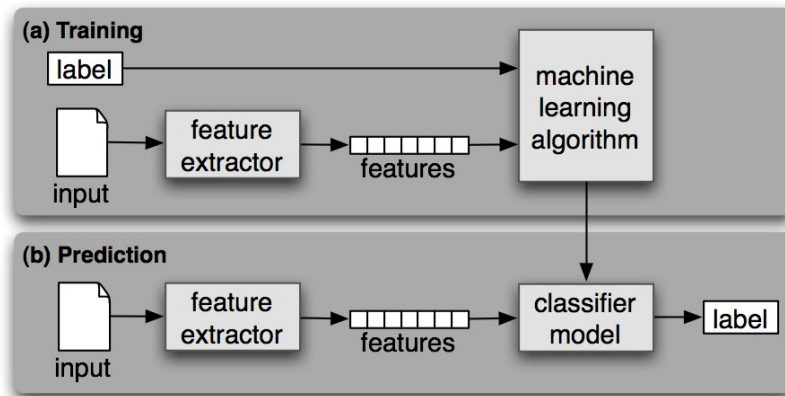 (a) Training
label
machine
learning
algorithm
feature
extractor
features
input
(b) Prediction
feature
extractor
features
classifier
model
label
input